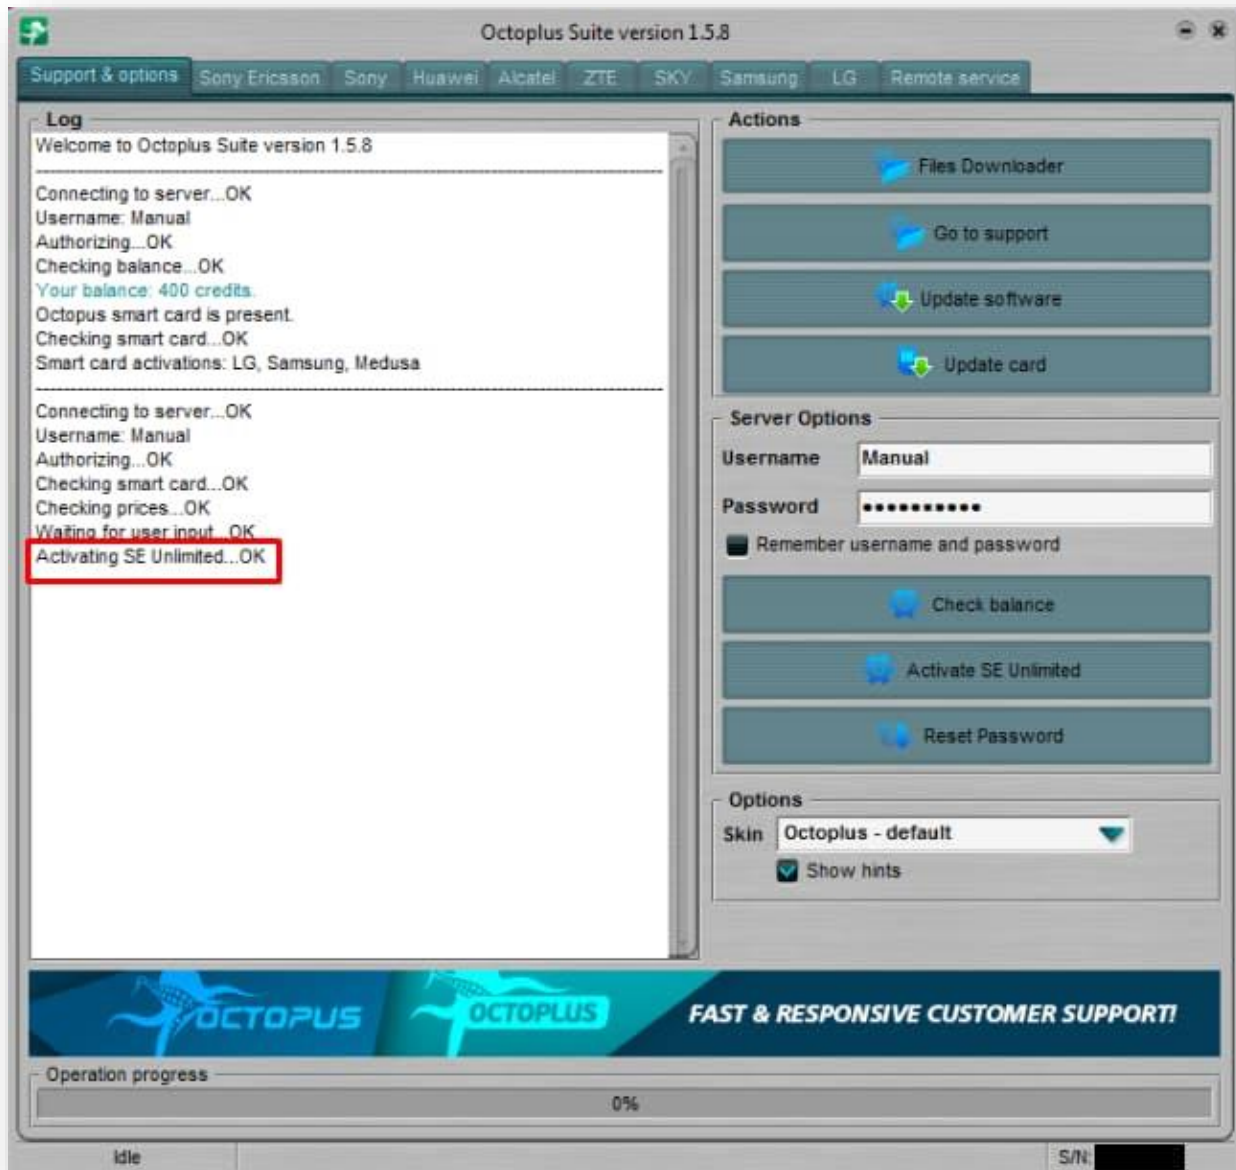 Octoplus Suite version 1.5.8
Support & options Sony Ericsson Sony Huawei Alcatel ZTE SKY Samsung LG Remote service
Log
Welcome to Octoplus Suite version 1.5.8
Connecting to server...OK
Username: Manual
Authorizing...OK
Checking balance...OK
Your balance: 400 credits.
Octopus smart card is present.
Checking smart card...OK
Smart card activations: LG, Samsung, Medusa
Connecting to server...OK
Username: Manual
Authorizing...OK
Checking smart card...OK
Checking prices...OK
Waiting for user input...OK
Activating SE Unlimited...OK
Actions
Files Downloader
Go to support
Update software
Update card
Server Options
Username Manual
Password ••••••••••
Remember username and password
Check balance
Activate SE Unlimited
Reset Password
Options
Skin Octoplus - default
Show hints
OCTOPUS OCTOPLUS FAST & RESPONSIVE CUSTOMER SUPPORT!
Operation progress
0%
Idle S/N: